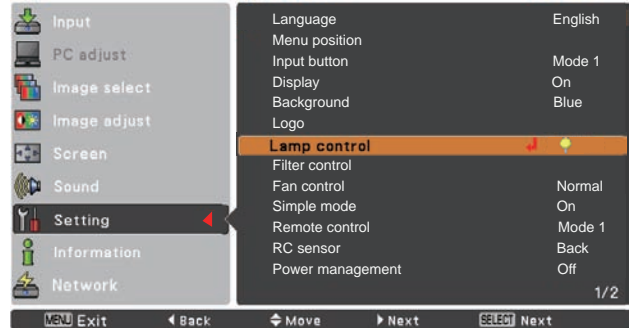 Input
PC adjust
Image select
Image adjust
Screen
Sound
Setting
Information
Network
Language English
Menu position
Input button Mode 1
Display On
Background Blue
Logo
Lamp control
Filter control
Fan control Normal
Simple mode On
Remote control Mode 1
RC sensor Back
Power management Off
1/2
MENU Exit Back Move Next SELECT Next